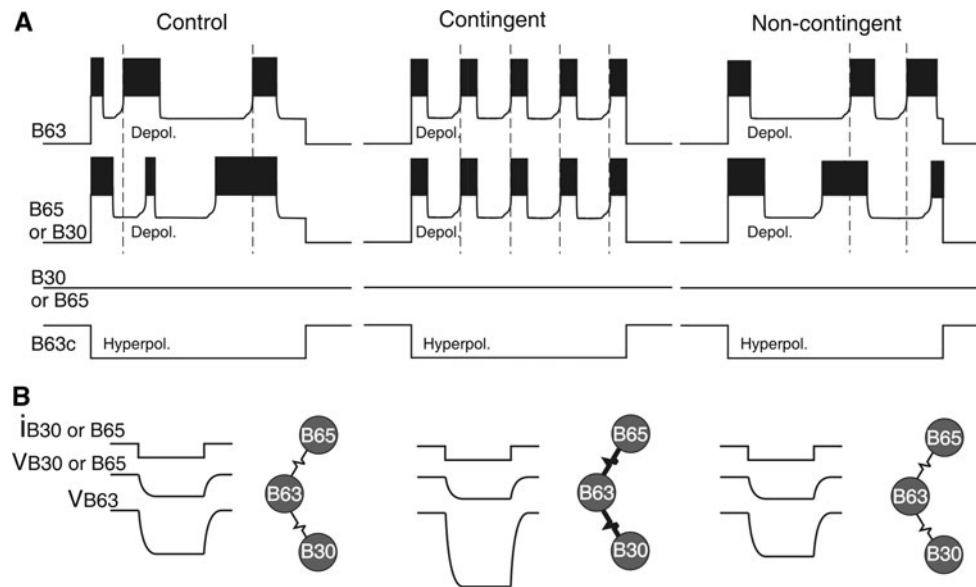 A
Control
Contingent
Non-contingent
B63
Depol.
Depol.
Depol.
B65
or B30
Depol.
Depol.
Depol.
B30
or B65
B63c
Hyperpol.
Hyperpol.
Hyperpol.
B
iB30 or B65
VB30 or B65
VB63
B65
B63
B30
B65
B63
B30
B65
B63
B30